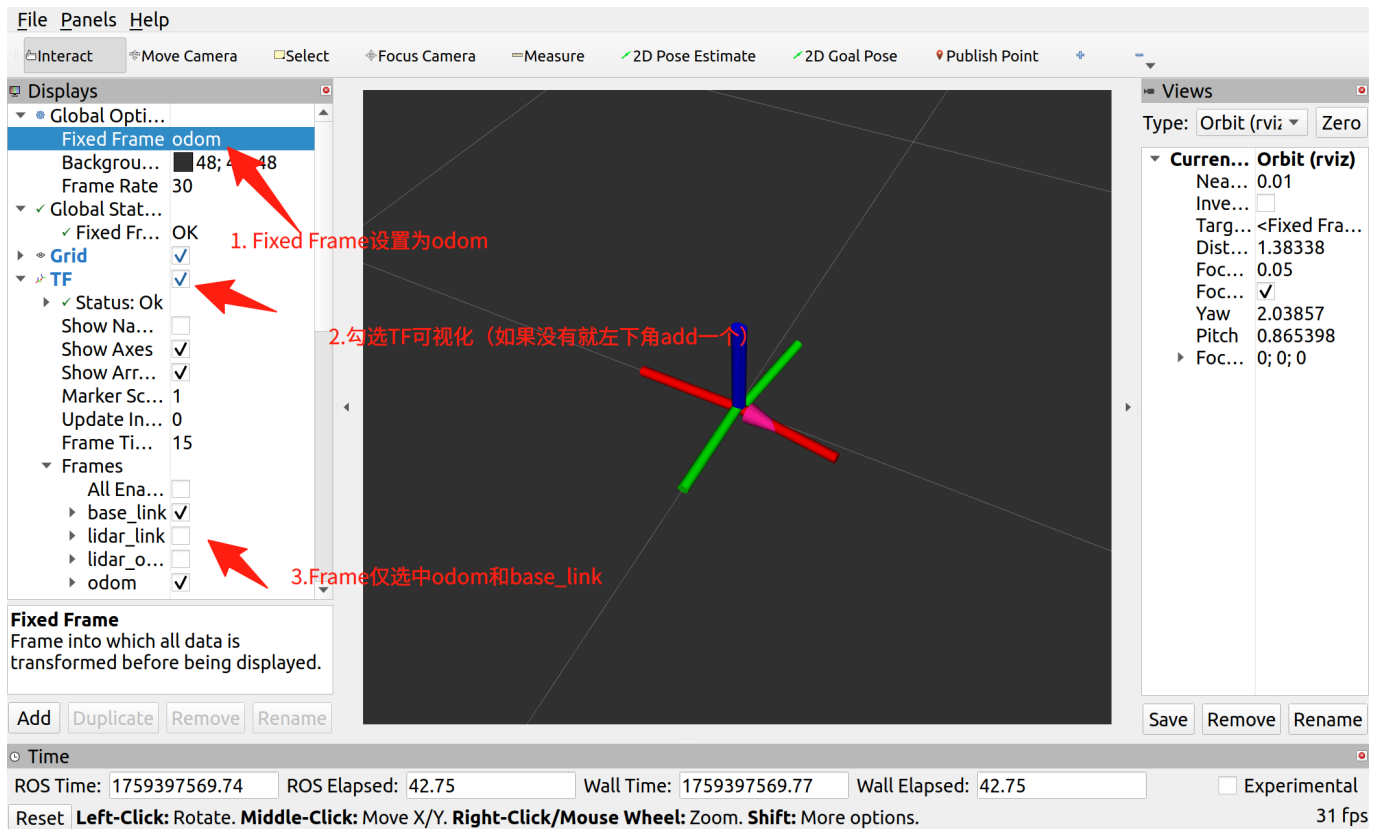 File Panels Help
Interact Move Camera Select Focus Camera Measure 2D Pose Estimate 2D Goal Pose Publish Point
Displays
Global Opti...
Fixed Frame odom
Backgrou... 48; 4 48
Frame Rate 30
Global Stat...
Fixed Fr... OK
Grid
TF
Status: Ok
Show Na...
Show Axes
Show Arr...
Marker Sc... 1
Update In... 0
Frame Ti... 15
Frames
All Ena...
base_link
lidar_link
lidar_o...
odom
Fixed Frame
Frame into which all data is
transformed before being displayed.
Add Duplicate Remove Rename
1. Fixed Frame设置为odom
2.勾选TF可视化（如果没有就左下角add一个）
3.Frame仅选中odom和base_link
Views
Type: Orbit (rviz Zero
Curren... Orbit (rviz)
Nea... 0.01
Inve...
Targ... <Fixed Fra...
Dist... 1.38338
Foc... 0.05
Foc...
Yaw 2.03857
Pitch 0.865398
Foc... 0; 0; 0
Save Remove Rename
Time
ROS Time: 1759397569.74 ROS Elapsed: 42.75 Wall Time: 1759397569.77 Wall Elapsed: 42.75 Experimental
Reset Left-Click: Rotate. Middle-Click: Move X/Y. Right-Click/Mouse Wheel: Zoom. Shift: More options. 31 fps